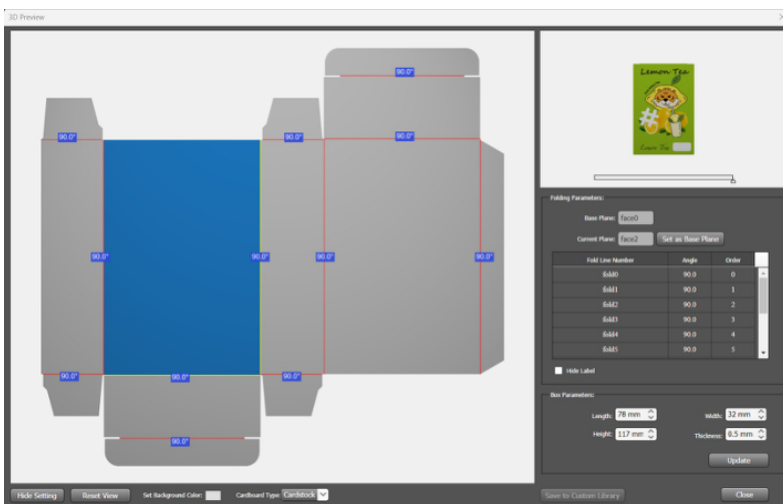 3D Preview
90.0°
90.0°
90.0°
90.0°
90.0°
90.0°
90.0°
90.0°
90.0°
90.0°
90.0°
90.0°
Lemon Tea
Lemon Tea
Folding Parameters:
Base Plane: face0
Current Plane: face2 Set as Base Plane
Fold Line Number Angle Order
fold0 90.0 0
fold1 90.0 1
fold2 90.0 2
fold3 90.0 3
fold4 90.0 4
fold5 90.0 5
Hide Label
Box Parameters:
Length: 78 mm Width: 32 mm
Height: 117 mm Thickness: 0.5 mm
Update
Hide Setting Reset View Set Background Color: Cardboard Type: Cardstock Save to Custom Library Close